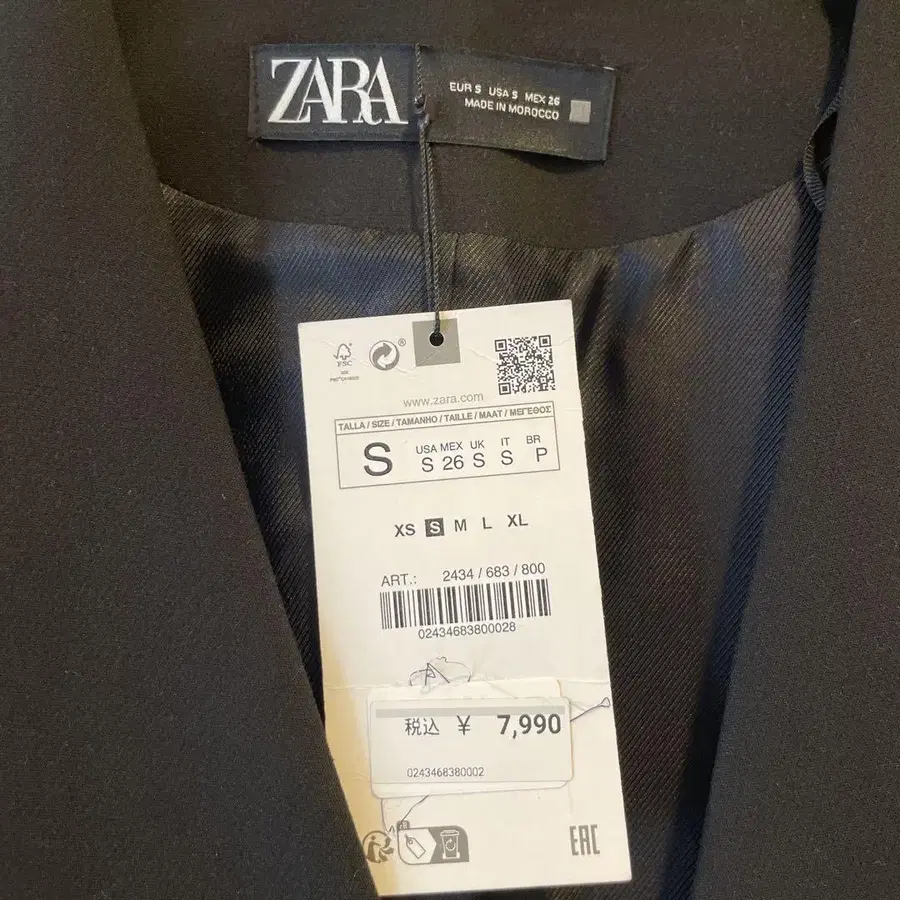 ZARA
EUR S USA S MEX 26
MADE IN MOROCCO
FSC
www.zara.com
TALLA / SIZE / TAMANHO / TAILLE / MAAT / ΜΕΓΕΘΟΣ
USA MEX UK IT BR
S S 26 S S P
XS S M L XL
ART.: 2434 / 683 / 800
02434683800028
税込 ¥ 7,990
0243468380002
EAC